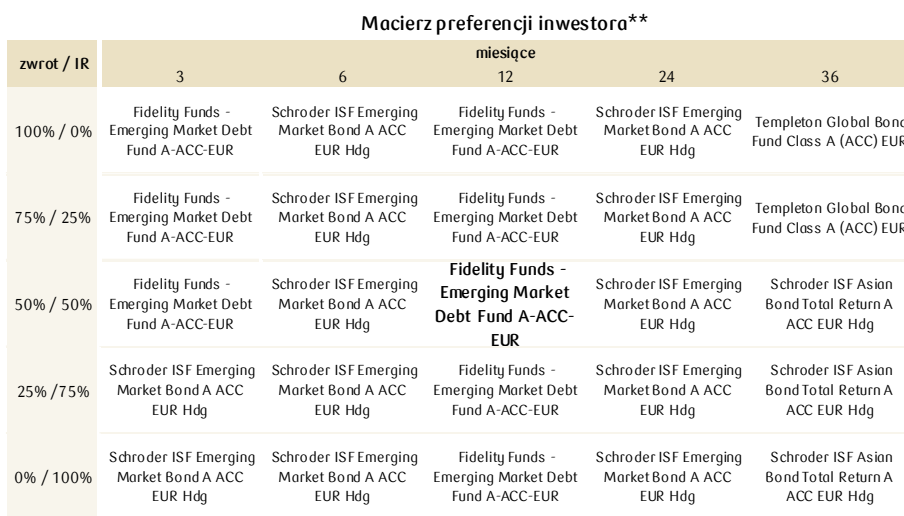 Macierz preferencji inwestora**
zwrot / IR
miesiące
3 6 12 24 36
100% / 0%
Fidelity Funds -
Emerging Market Debt
Fund A-ACC-EUR
Schroder ISF Emerging
Market Bond A ACC
EUR Hdg
Fidelity Funds -
Emerging Market Debt
Fund A-ACC-EUR
Schroder ISF Emerging
Market Bond A ACC
EUR Hdg
Templeton Global Bond
Fund Class A (ACC) EUR
75% / 25%
Fidelity Funds -
Emerging Market Debt
Fund A-ACC-EUR
Schroder ISF Emerging
Market Bond A ACC
EUR Hdg
Fidelity Funds -
Emerging Market Debt
Fund A-ACC-EUR
Schroder ISF Emerging
Market Bond A ACC
EUR Hdg
Templeton Global Bond
Fund Class A (ACC) EUR
50% / 50%
Fidelity Funds -
Emerging Market Debt
Fund A-ACC-EUR
Schroder ISF Emerging
Market Bond A ACC
EUR Hdg
Fidelity Funds -
Emerging Market
Debt Fund A-ACC-
EUR
Schroder ISF Emerging
Market Bond A ACC
EUR Hdg
Schroder ISF Asian
Bond Total Return A
ACC EUR Hdg
25% /75%
Schroder ISF Emerging
Market Bond A ACC
EUR Hdg
Schroder ISF Emerging
Market Bond A ACC
EUR Hdg
Fidelity Funds -
Emerging Market Debt
Fund A-ACC-EUR
Schroder ISF Emerging
Market Bond A ACC
EUR Hdg
Schroder ISF Asian
Bond Total Return A
ACC EUR Hdg
0% / 100%
Schroder ISF Emerging
Market Bond A ACC
EUR Hdg
Schroder ISF Emerging
Market Bond A ACC
EUR Hdg
Fidelity Funds -
Emerging Market Debt
Fund A-ACC-EUR
Schroder ISF Emerging
Market Bond A ACC
EUR Hdg
Schroder ISF Asian
Bond Total Return A
ACC EUR Hdg